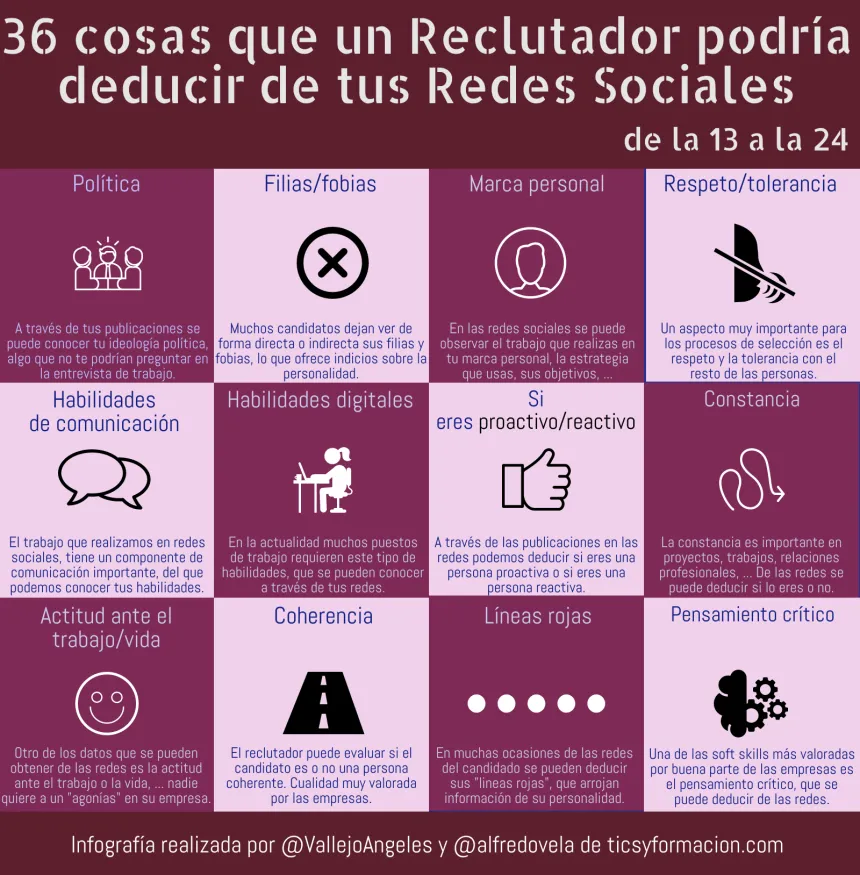 36 cosas que un Reclutador podría
deducir de tus Redes Sociales
de la 13 a la 24
Política
A través de tus publicaciones se
puede conocer tu ideología política,
algo que no te podrían preguntar en
la entrevista de trabajo.
Filias/fobias
Muchos candidatos dejan ver de
forma directa o indirecta sus filias y
fobias, lo que ofrece indicios sobre la
personalidad.
Marca personal
En las redes sociales se puede
observar el trabajo que realizas en
tu marca personal, la estrategia
que usas, sus objetivos, ...
Respeto/tolerancia
Un aspecto muy importante para
los procesos de selección es el
respeto y la tolerancia con el
resto de las personas.
Habilidades
de comunicación
El trabajo que realizamos en redes
sociales, tiene un componente de
comunicación importante, del que
podemos conocer tus habilidades.
Habilidades digitales
En la actualidad muchos puestos
de trabajo requieren este tipo de
habilidades, que se pueden conocer
a través de tus redes.
Si
eres proactivo/reactivo
A través de las publicaciones en las
redes podemos deducir si eres una
persona proactiva o si eres una
persona reactiva.
Constancia
La constancia es importante en
proyectos, trabajos, relaciones
profesionales, ... De las redes se
puede deducir si lo eres o no.
Actitud ante el
trabajo/vida
Otro de los datos que se pueden
obtener de las redes es la actitud
ante el trabajo o la vida, ... nadie
quiere a un "agonías" en su empresa.
Coherencia
El reclutador puede evaluar si el
candidato es o no una persona
coherente. Cualidad muy valorada
por las empresas.
Líneas rojas
En muchas ocasiones de las redes
del candidado se pueden deducir
sus "líneas rojas", que arrojan
información de su personalidad.
Pensamiento crítico
Una de las soft skills más valoradas
por buena parte de las empresas es
el pensamiento crítico, que se
puede deducir de las redes.
Infografía realizada por @VallejoAngeles y @alfredovela de ticsyformacion.com